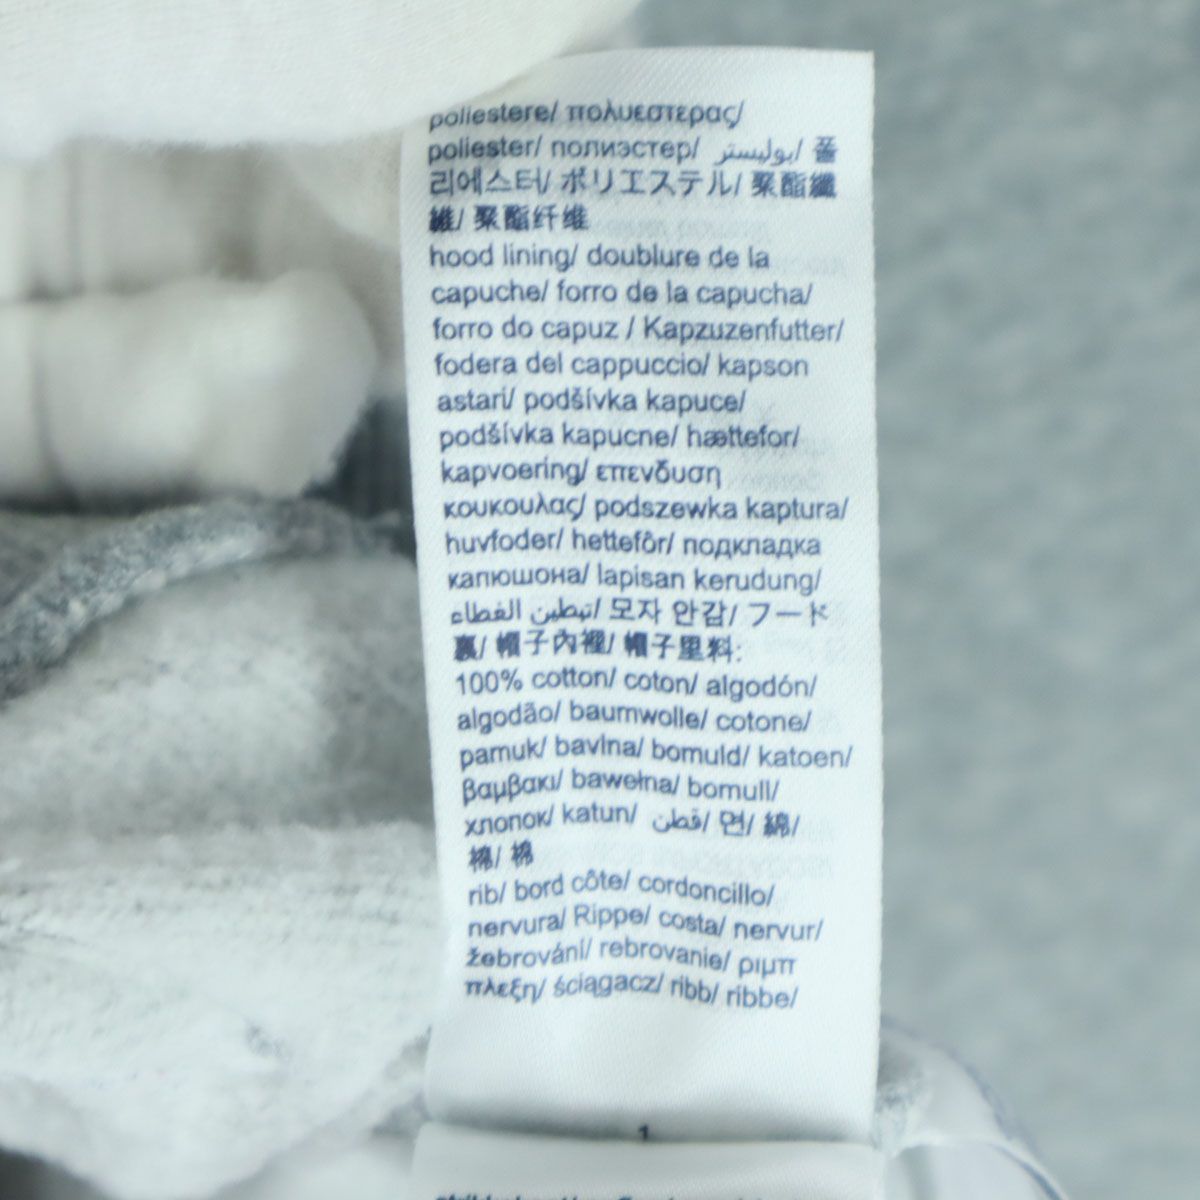 poliestere/ πολυεστερας/
poliester/ полиэстер/ بوليستر/ 폴
리에스터/ ポリエステル/ 聚酯纖
維/ 聚酯纤维
hood lining/ doublure de la
capuche/ forro de la capucha/
forro do capuz / Kapzuzenfutter/
fodera del cappuccio/ kapson
astari/ podšívka kapuce/
podšívka kapucne/ hættefor/
kapvoering/ επενδυση
κουκουλας/ podszewka kaptura/
huvfoder/ hettefôr/ подкладка
капюшона/ lapisan kerudung/
تبطين الغطاء/ 모자 안감/ フード
裏/ 帽子內裡/ 帽子里料:
100% cotton/ coton/ algodón/
algodão/ baumwolle/ cotone/
pamuk/ bavlna/ bomuld/ katoen/
βαμβακι/ bawełna/ bomull/
хлопок/ katun/ قطن/ 면/ 綿/
棉/ 棉
rib/ bord côte/ cordoncillo/
nervura/ Rippe/ costa/ nervur/
žebrování/ rebrovanie/ ριμπ
πλεξη/ ściągacz/ ribb/ ribbe/
1